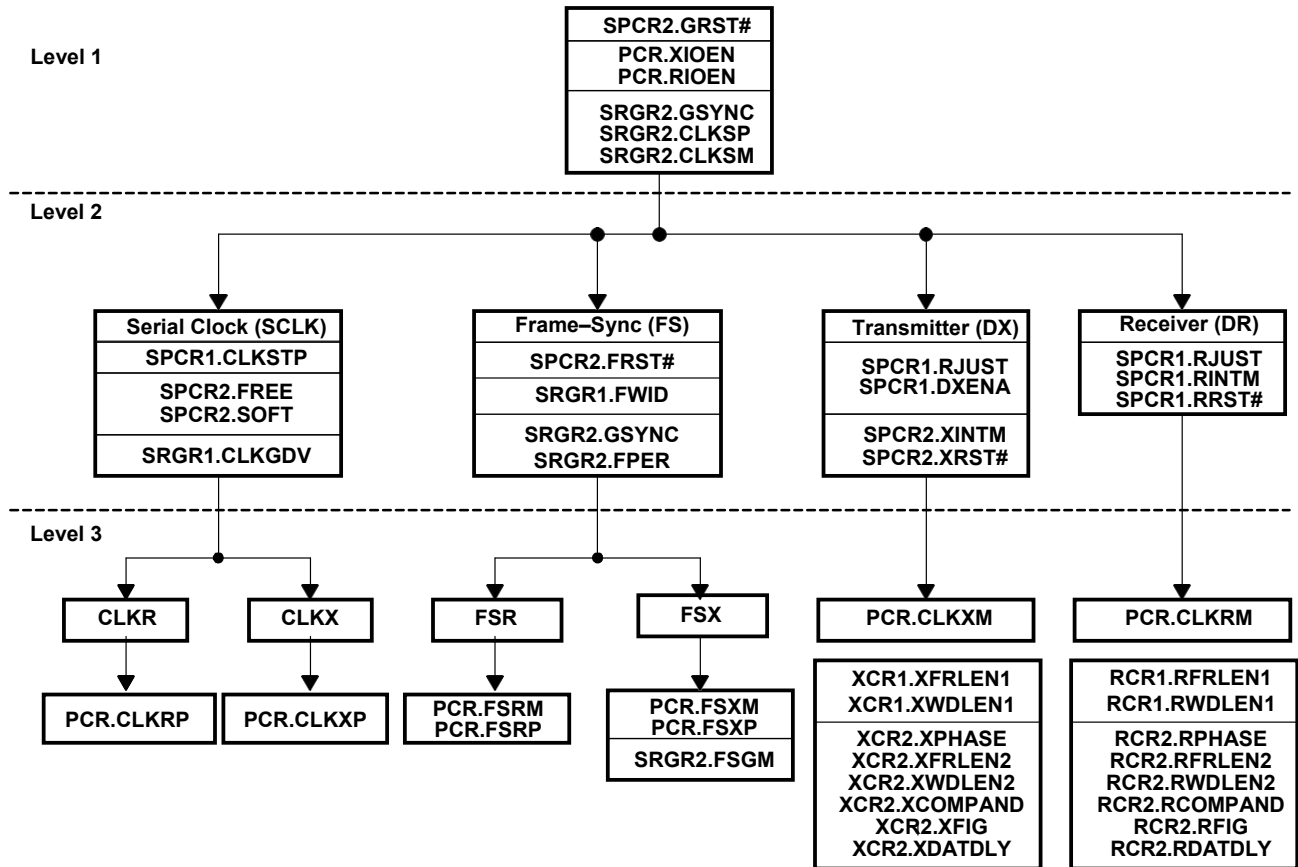 Level 1
SPCR2.GRST#
PCR.XIOEN
PCR.RIOEN
SRGR2.GSYNC
SRGR2.CLKSP
SRGR2.CLKSM
Level 2
Serial Clock (SCLK)
SPCR1.CLKSTP
SPCR2.FREE
SPCR2.SOFT
SRGR1.CLKGDV
Frame–Sync (FS)
SPCR2.FRST#
SRGR1.FWID
SRGR2.GSYNC
SRGR2.FPER
Transmitter (DX)
SPCR1.RJUST
SPCR1.DXENA
SPCR2.XINTM
SPCR2.XRST#
Receiver (DR)
SPCR1.RJUST
SPCR1.RINTM
SPCR1.RRST#
Level 3
CLKR
PCR.CLKRP
CLKX
PCR.CLKXP
FSR
PCR.FSRM
PCR.FSRP
FSX
PCR.FSXM
PCR.FSXP
SRGR2.FSGM
PCR.CLKXM
XCR1.XFRLEN1
XCR1.XWDLEN1
XCR2.XPHASE
XCR2.XFRLEN2
XCR2.XWDLEN2
XCR2.XCOMPAND
XCR2.XFIG
XCR2.XDATDLY
PCR.CLKRM
RCR1.RFRLEN1
RCR1.RWDLEN1
RCR2.RPHASE
RCR2.RFRLEN2
RCR2.RWDLEN2
RCR2.RCOMPAND
RCR2.RFIG
RCR2.RDATDLY